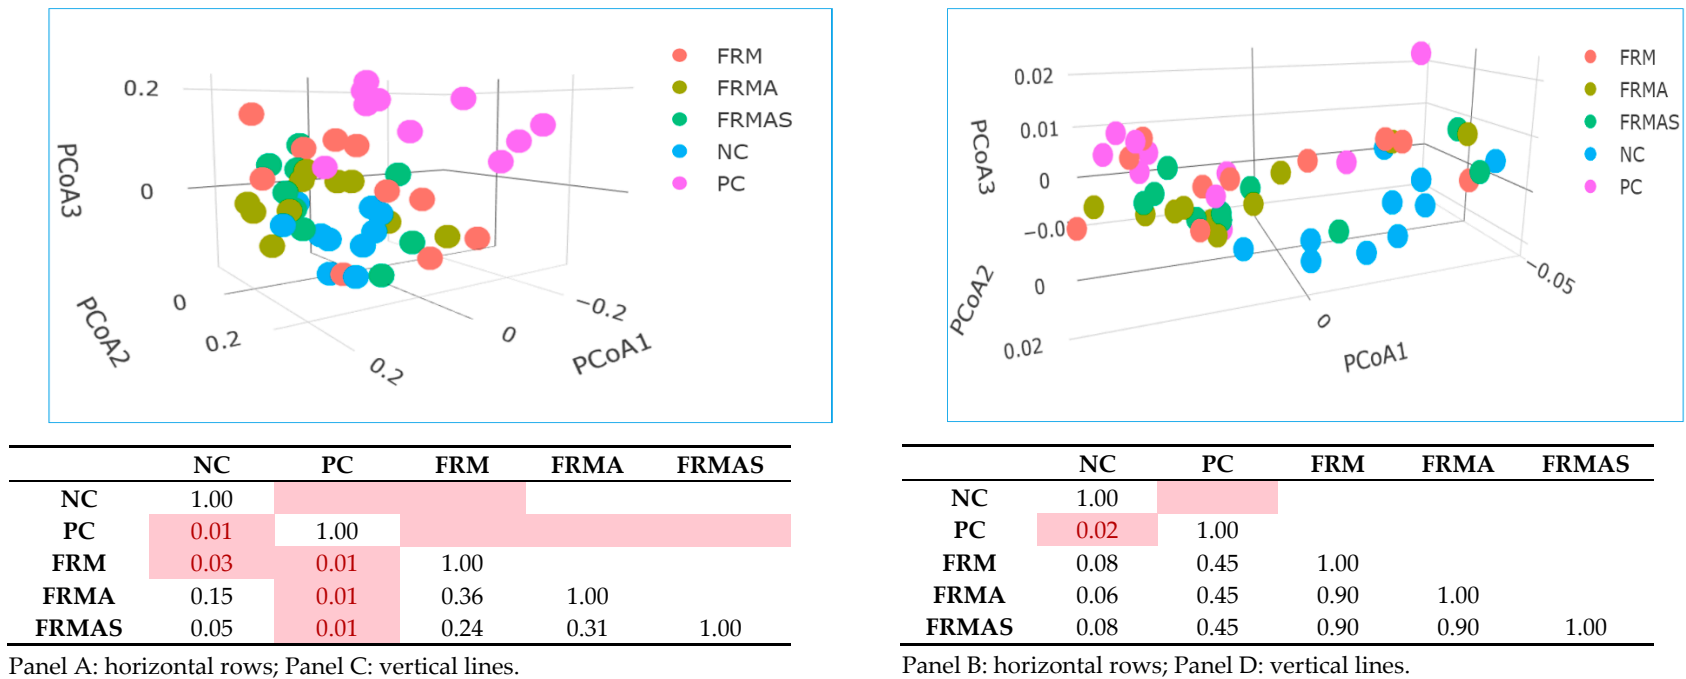 FRM
FRMA
FRMAS
NC
PC
0.2
0
PCoA3
0
0.2
PCoA2
0.2
0
−0.2
PCoA1
NC PC FRM FRMA FRMAS
NC 1.00
PC 0.01 1.00
FRM 0.03 0.01 1.00
FRMA 0.15 0.01 0.36 1.00
FRMAS 0.05 0.01 0.24 0.31 1.00
Panel A: horizontal rows; Panel C: vertical lines.
FRM
FRMA
FRMAS
NC
PC
0.02
0.01
0
−0.0
PCoA3
0
0.02
PCoA2
0
−0.05
PCoA1
NC PC FRM FRMA FRMAS
NC 1.00
PC 0.02 1.00
FRM 0.08 0.45 1.00
FRMA 0.06 0.45 0.90 1.00
FRMAS 0.08 0.45 0.90 0.90 1.00
Panel B: horizontal rows; Panel D: vertical lines.